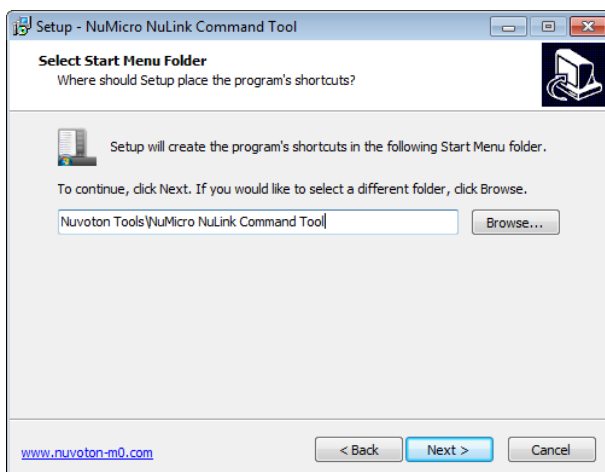 Setup - NuMicro NuLink Command Tool
Select Start Menu Folder
Where should Setup place the program's shortcuts?
Setup will create the program's shortcuts in the following Start Menu folder.
To continue, click Next. If you would like to select a different folder, click Browse.
Nuvoton Tools\NuMicro NuLink Command Tool
Browse...
www.nuvoton-m0.com
< Back
Next >
Cancel